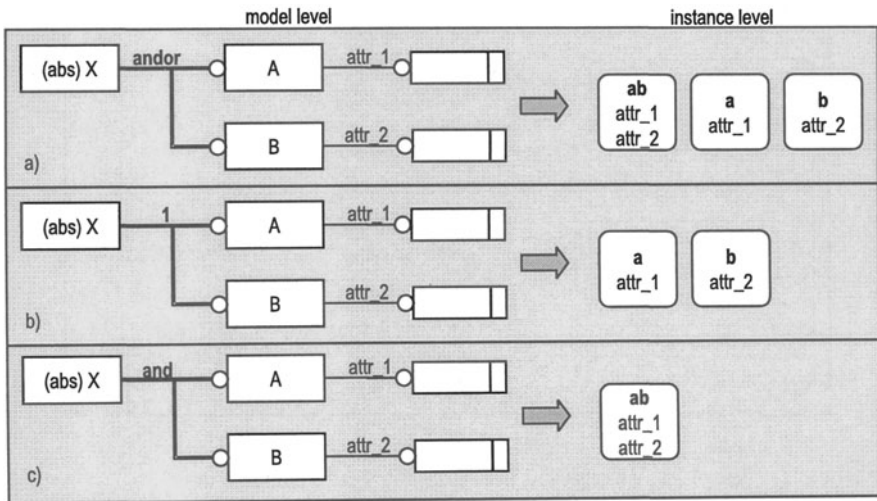 model level
instance level
(abs) X
andor
A
attr_1
B
attr_2
ab
attr_1
attr_2
a
attr_1
b
attr_2
a)
(abs) X
1
A
attr_1
B
attr_2
a
attr_1
b
attr_2
b)
(abs) X
and
A
attr_1
B
attr_2
ab
attr_1
attr_2
c)